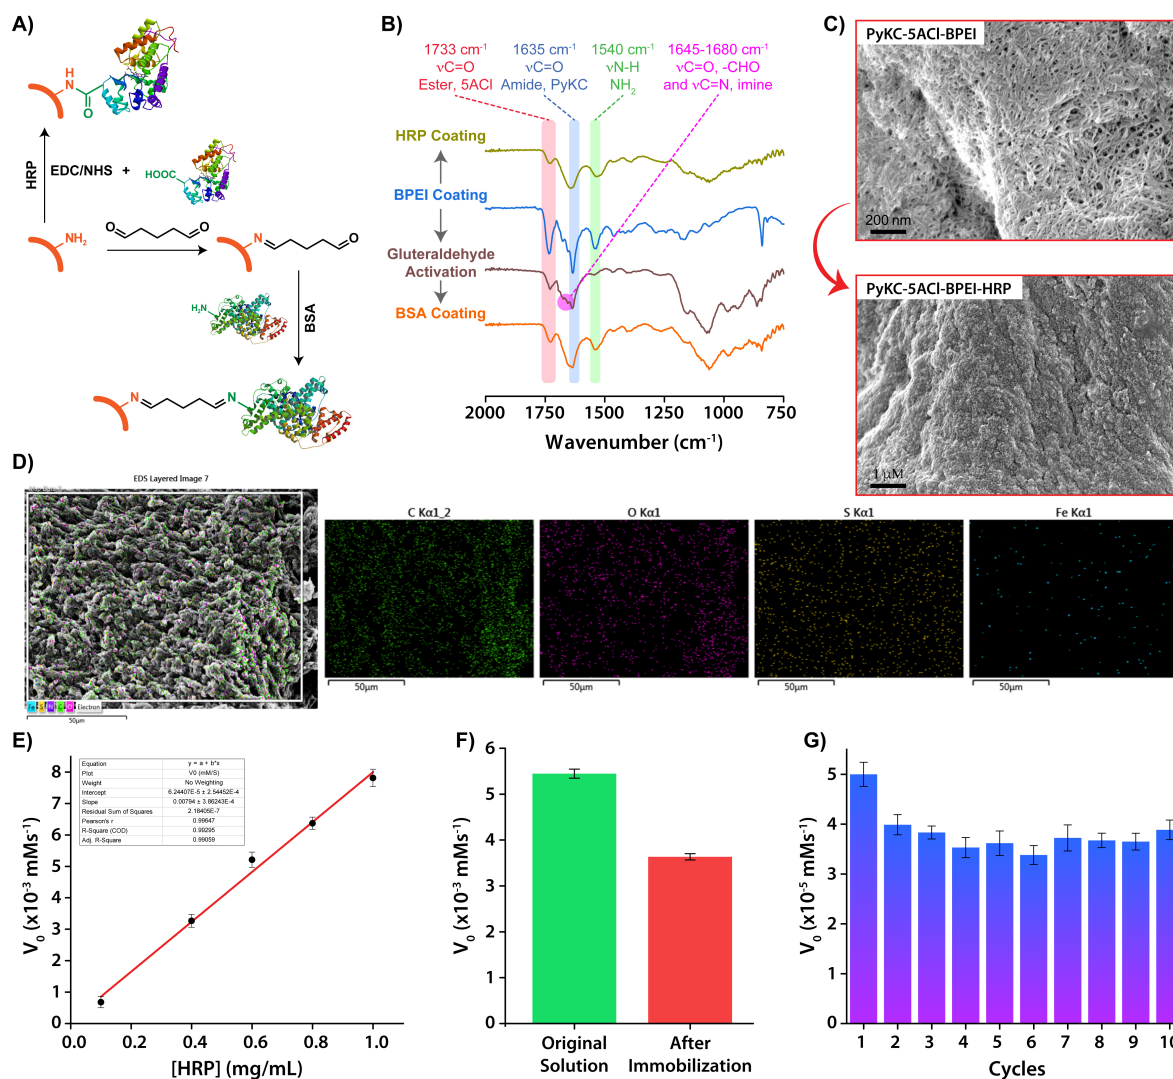 A)
N
H
O
HRP
EDC/NHS +
HOOC
NH2
O
O
N
O
H2N
BSA
N
N
B)
1733 cm-1
νC=O
Ester, 5ACl
1635 cm-1
νC=O
Amide, PyKC
1540 cm-1
νN-H
NH2
1645-1680 cm-1
νC=O, -CHO
and νC=N, imine
HRP Coating
BPEI Coating
Gluteraldehyde
Activation
BSA Coating
2000 1750 1500 1250 1000 750
Wavenumber (cm-1)
C)
PyKC-5ACl-BPEI
200 nm
PyKC-5ACl-BPEI-HRP
1 μM
D)
EDS Layered Image 7
Fe S N C O Electron
50μm
C Kα1_2
50μm
O Kα1
50μm
S Kα1
50μm
Fe Kα1
50μm
E)
Equation y = a + b*x
Plot V0 (mM/S)
Weight No Weighting
Intercept 6.24407E-5 ± 2.54452E-4
Slope 0.00794 ± 3.86243E-4
Residual Sum of Squares 2.18405E-7
Pearson's r 0.99647
R-Square (COD) 0.99295
Adj. R-Square 0.99059
V0 (x10-3 mMs-1)
8
7
6
5
4
3
2
1
0
0.0 0.2 0.4 0.6 0.8 1.0
[HRP] (mg/mL)
F)
V0 (x10-3 mMs-1)
6
5
4
3
2
1
0
Original
Solution
After
Immobilization
G)
V0 (x10-5 mMs-1)
5
4
3
2
1
0
1 2 3 4 5 6 7 8 9 10
Cycles